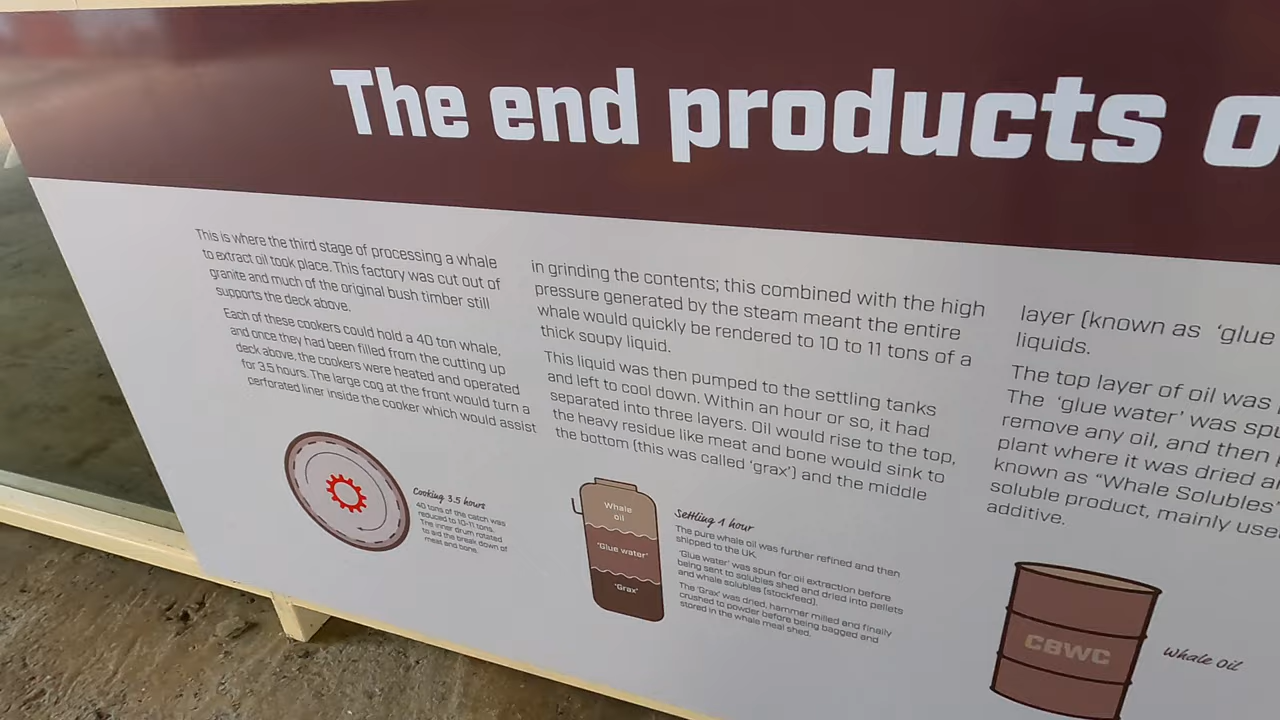 The end products o
This is where the third stage of processing a whale
to extract oil took place. This factory was cut out of
granite and much of the original bush timber still
supports the deck above.
Each of these cookers could hold a 40 ton whale,
and once they had been filled from the cutting up
deck above, the cookers were heated and operated
for 3.5 hours. The large cog at the front would turn a
perforated liner inside the cooker which would assist
in grinding the contents; this combined with the high
pressure generated by the steam meant the entire
whale would quickly be rendered to 10 to 11 tons of a
thick soupy liquid.
This liquid was then pumped to the settling tanks
and left to cool down. Within an hour or so, it had
separated into three layers. Oil would rise to the top,
the heavy residue like meat and bone would sink to
the bottom (this was called 'grax') and the middle
layer (known as 'glue
liquids.
The top layer of oil was
The 'glue water' was spu
remove any oil, and then
plant where it was dried a
known as "Whale Solubles
soluble product, mainly use
additive.
Cooking 3.5 hours
40 tons of the catch was
reduced to 10-11 tons.
The inner drum rotated
to aid the break down of
meat and bone.
Whale
oil
'Glue water'
'Grax'
Settling 1 hour
The pure whale oil was further refined and then
shipped to the UK.
'Glue water' was spun for oil extraction before
being sent to solubles shed and dried into pellets
and whale solubles (stockfeed).
The 'Grax' was dried, hammer milled and finally
crushed to powder before being bagged and
stored in the whale meal shed.
CBWC
Whale Oil